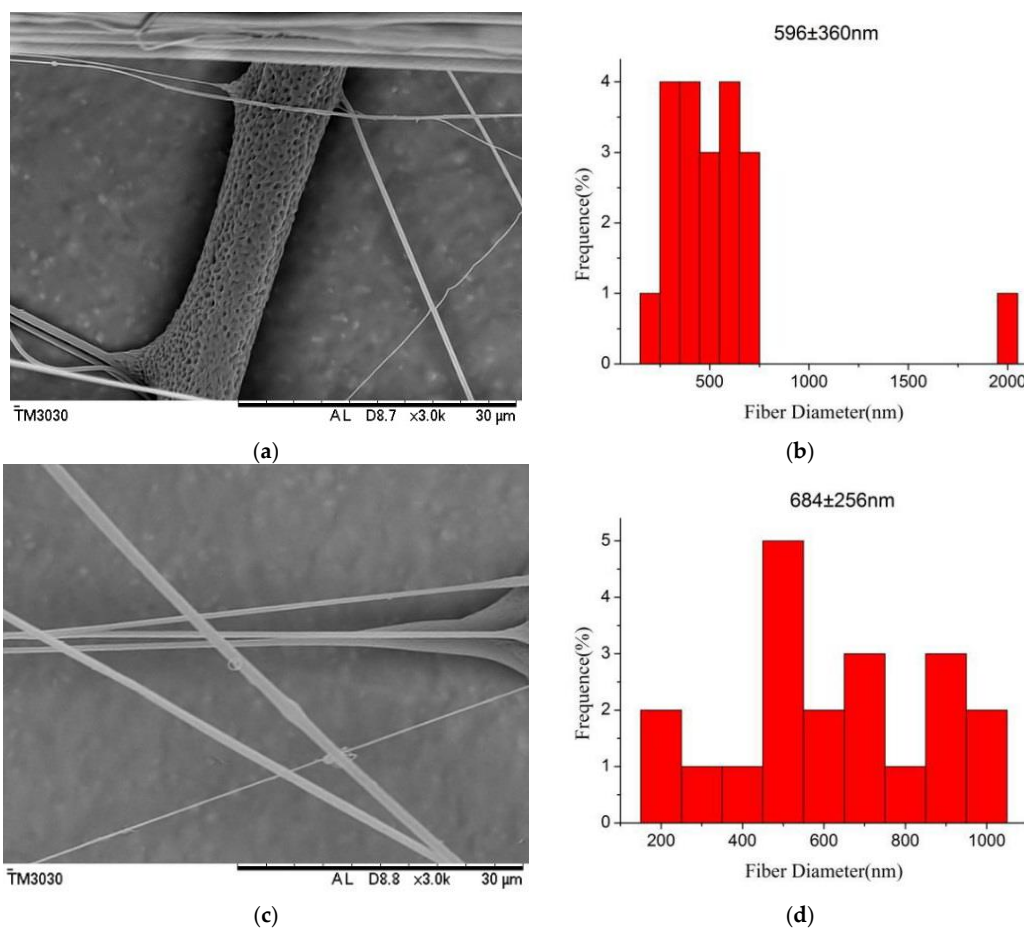 TM3030
AL D8.7 x3.0k 30 µm
(a)
596±360nm
Frequence(%)
4
3
2
1
0
500
1000
1500
2000
Fiber Diameter(nm)
(b)
TM3030
AL D8.8 x3.0k 30 µm
(c)
684±256nm
Frequence(%)
5
4
3
2
1
0
200
400
600
800
1000
Fiber Diameter(nm)
(d)